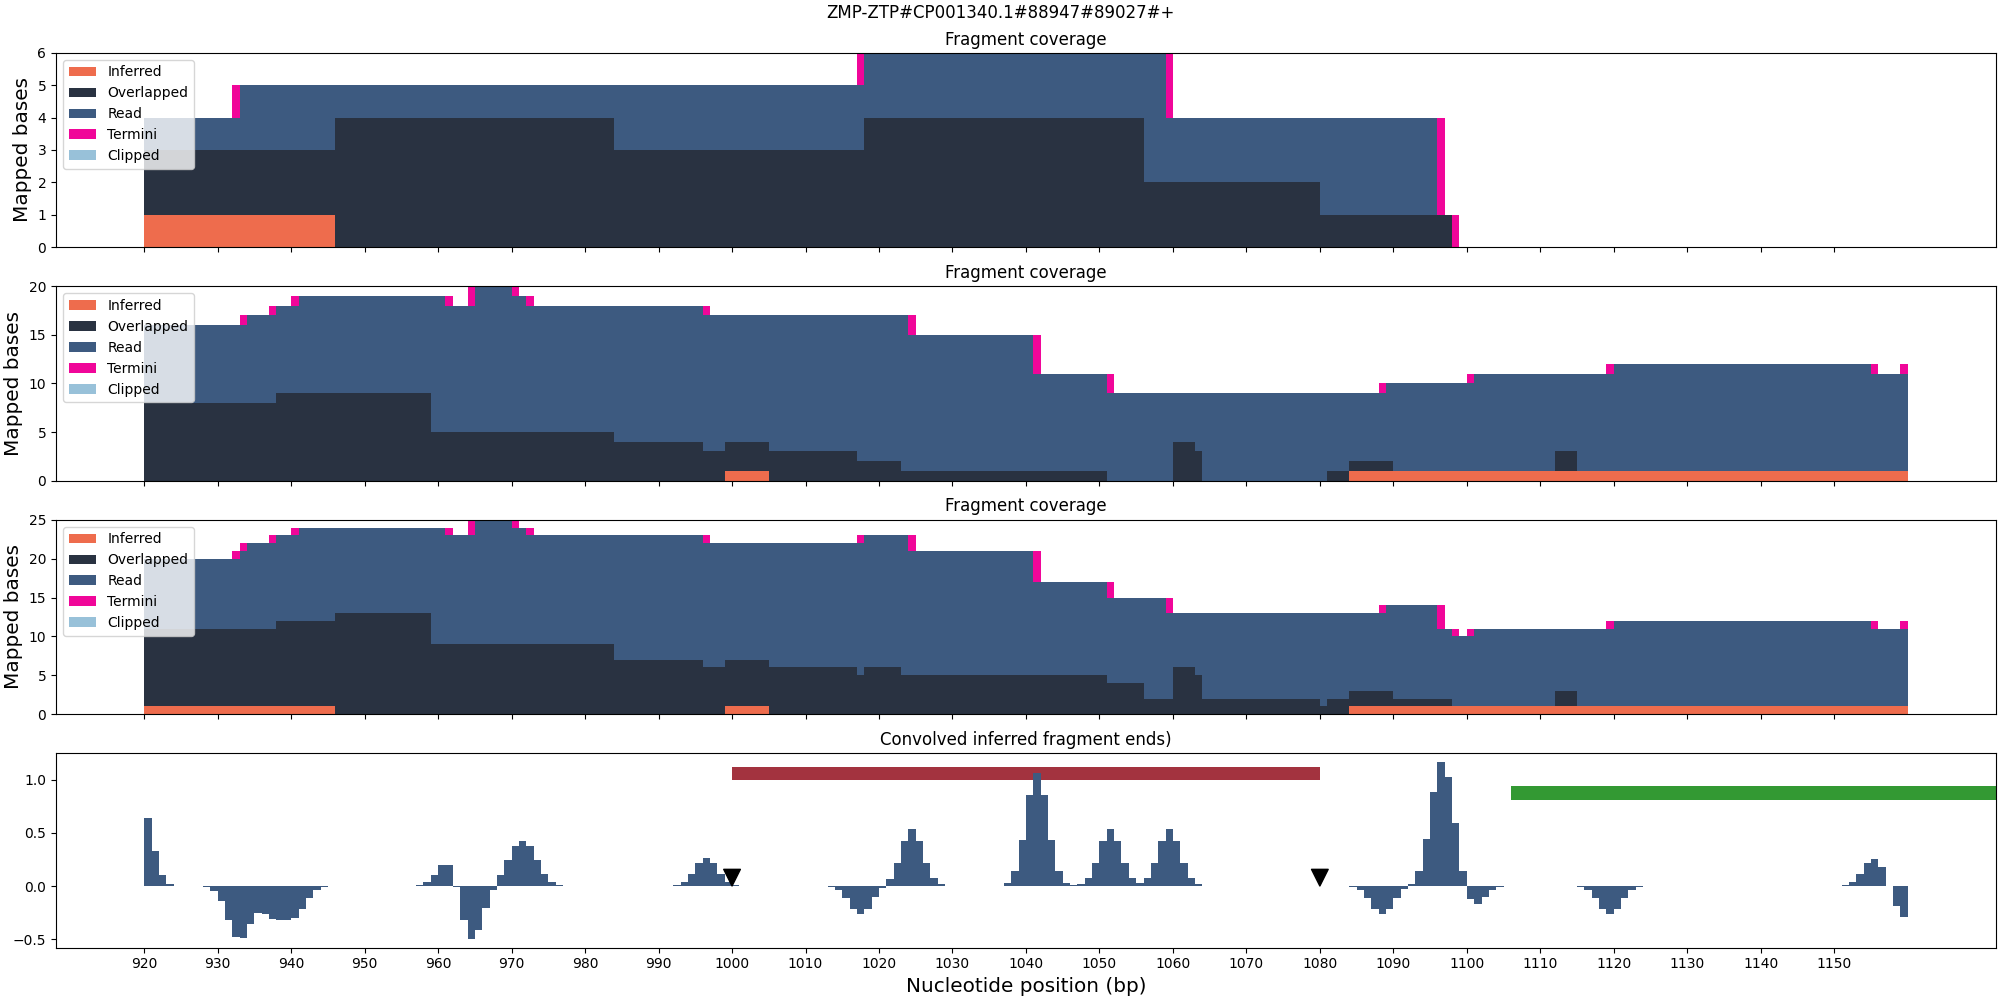 ZMP-ZTP#CP001340.1#88947#89027#+
Fragment coverage
Mapped bases
6
5
4
3
2
1
0
Inferred
Overlapped
Read
Termini
Clipped
Fragment coverage
Mapped bases
20
15
10
5
0
Inferred
Overlapped
Read
Termini
Clipped
Fragment coverage
Mapped bases
25
20
15
10
5
0
Inferred
Overlapped
Read
Termini
Clipped
Convolved inferred fragment ends)
1.0
0.5
0.0
−0.5
920 930 940 950 960 970 980 990 1000 1010 1020 1030 1040 1050 1060 1070 1080 1090 1100 1110 1120 1130 1140 1150
Nucleotide position (bp)